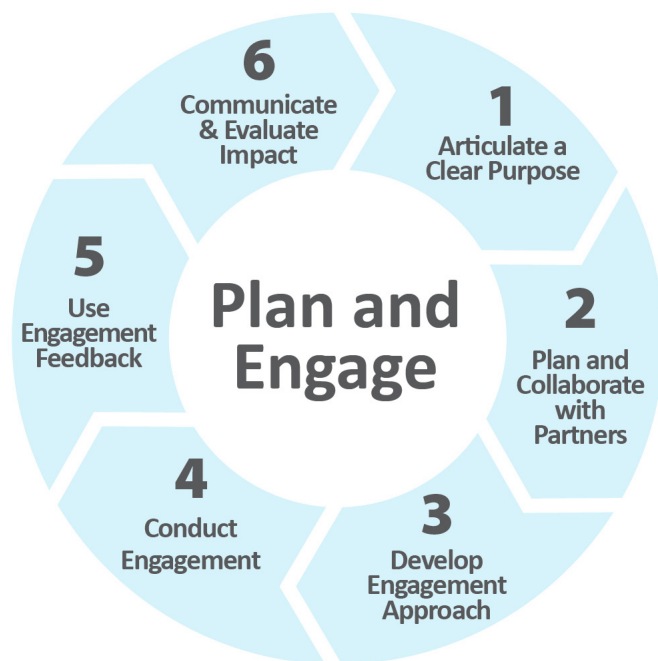 Plan and
Engage
1
Articulate a
Clear Purpose
2
Plan and
Collaborate
with
Partners
3
Develop
Engagement
Approach
4
Conduct
Engagement
5
Use
Engagement
Feedback
6
Communicate
& Evaluate
Impact